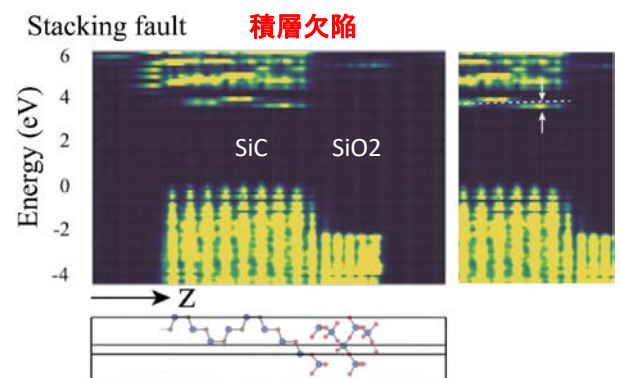 Stacking fault 積層欠陥
6
4
2
0
-2
-4
Energy (eV)
SiC SiO2
Z